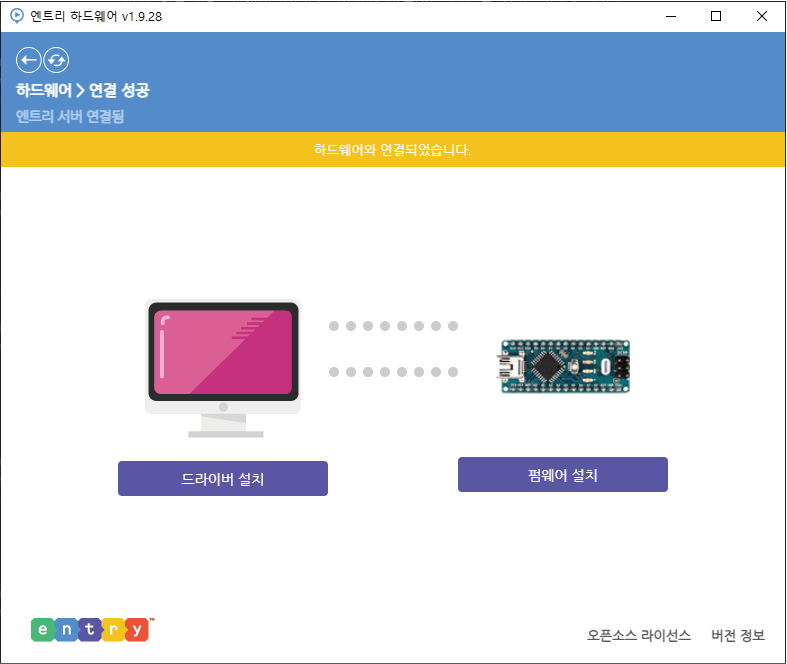 엔트리 하드웨어 v1.9.28
하드웨어 > 연결 성공
엔트리 서버 연결됨
하드웨어와 연결되었습니다.
드라이버 설치
펌웨어 설치
entry™
오픈소스 라이선스 버전 정보